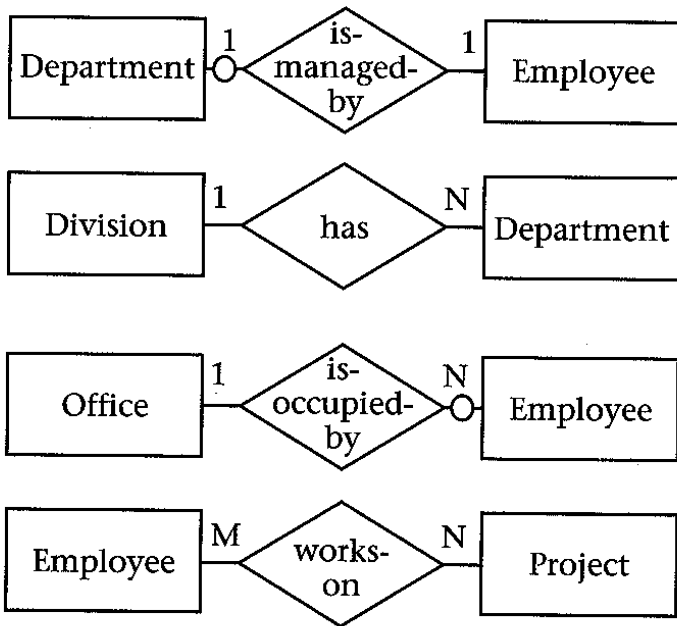 1 is- 1
Department managed- Employee
by
1 N
Division has Department
1 is- N
Office occupied- Employee
by
M works- N
Employee on Project